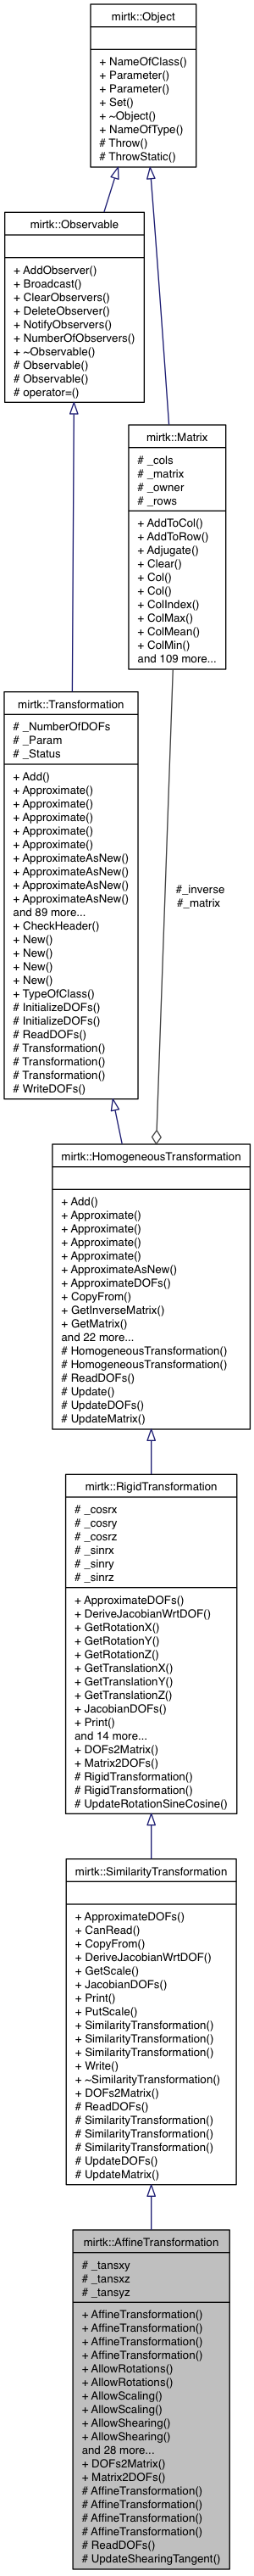 mirtk::Object
+ NameOfClass()
+ Parameter()
+ Parameter()
+ Set()
+ ~Object()
+ NameOfType()
# Throw()
# ThrowStatic()
mirtk::Observable
+ AddObserver()
+ Broadcast()
+ ClearObservers()
+ DeleteObserver()
+ NotifyObservers()
+ NumberOfObservers()
+ ~Observable()
# Observable()
# Observable()
# operator=()
mirtk::Matrix
# _cols
# _matrix
# _owner
# _rows
+ AddToCol()
+ AddToRow()
+ Adjugate()
+ Clear()
+ Col()
+ Col()
+ ColIndex()
+ ColMax()
+ ColMean()
+ ColMin()
and 109 more...
mirtk::Transformation
# _NumberOfDOFs
# _Param
# _Status
+ Add()
+ Approximate()
+ Approximate()
+ Approximate()
+ Approximate()
+ Approximate()
+ ApproximateAsNew()
+ ApproximateAsNew()
+ ApproximateAsNew()
+ ApproximateAsNew()
and 89 more...
+ CheckHeader()
+ New()
+ New()
+ New()
+ New()
+ TypeOfClass()
# InitializeDOFs()
# InitializeDOFs()
# ReadDOFs()
# Transformation()
# Transformation()
# Transformation()
# WriteDOFs()
#_inverse
#_matrix
mirtk::HomogeneousTransformation
+ Add()
+ Approximate()
+ Approximate()
+ Approximate()
+ Approximate()
+ ApproximateAsNew()
+ ApproximateDOFs()
+ CopyFrom()
+ GetInverseMatrix()
+ GetMatrix()
and 22 more...
# HomogeneousTransformation()
# HomogeneousTransformation()
# ReadDOFs()
# Update()
# UpdateDOFs()
# UpdateMatrix()
mirtk::RigidTransformation
# _cosrx
# _cosry
# _cosrz
# _sinrx
# _sinry
# _sinrz
+ ApproximateDOFs()
+ DeriveJacobianWrtDOF()
+ GetRotationX()
+ GetRotationY()
+ GetRotationZ()
+ GetTranslationX()
+ GetTranslationY()
+ GetTranslationZ()
+ JacobianDOFs()
+ Print()
and 14 more...
+ DOFs2Matrix()
+ Matrix2DOFs()
# RigidTransformation()
# RigidTransformation()
# UpdateRotationSineCosine()
mirtk::SimilarityTransformation
+ ApproximateDOFs()
+ CanRead()
+ CopyFrom()
+ DeriveJacobianWrtDOF()
+ GetScale()
+ JacobianDOFs()
+ Print()
+ PutScale()
+ SimilarityTransformation()
+ SimilarityTransformation()
+ SimilarityTransformation()
+ Write()
+ ~SimilarityTransformation()
+ DOFs2Matrix()
# ReadDOFs()
# SimilarityTransformation()
# SimilarityTransformation()
# SimilarityTransformation()
# UpdateDOFs()
# UpdateMatrix()
mirtk::AffineTransformation
# _tansxy
# _tansxz
# _tansyz
+ AffineTransformation()
+ AffineTransformation()
+ AffineTransformation()
+ AffineTransformation()
+ AllowRotations()
+ AllowRotations()
+ AllowScaling()
+ AllowScaling()
+ AllowShearing()
+ AllowShearing()
and 28 more...
+ DOFs2Matrix()
+ Matrix2DOFs()
# AffineTransformation()
# AffineTransformation()
# AffineTransformation()
# AffineTransformation()
# ReadDOFs()
# UpdateShearingTangent()